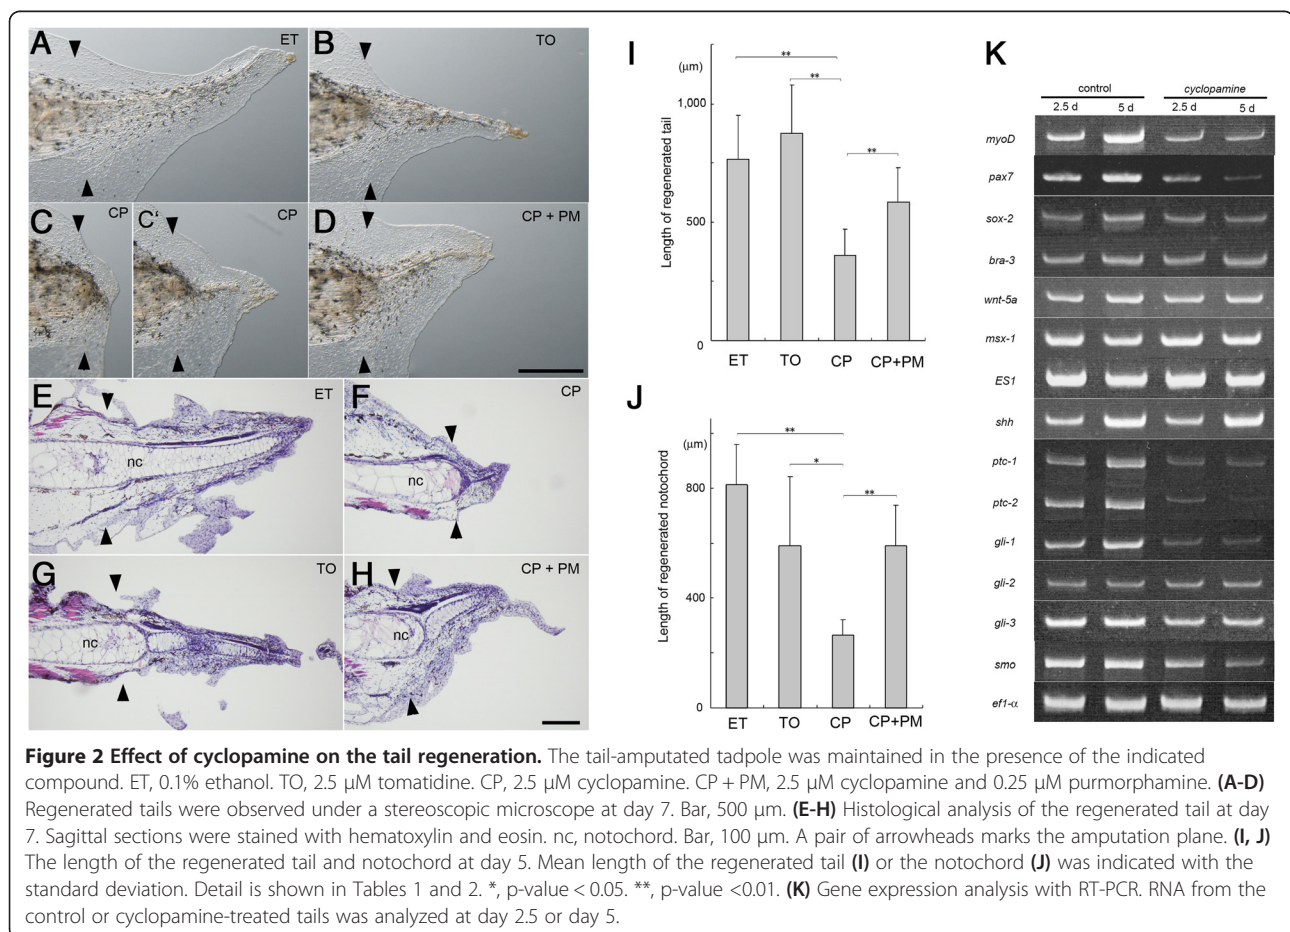 A
ET
B
TO
C
CP
C'
CP
D
CP + PM
E
ET
nc
F
CP
nc
G
TO
nc
H
CP + PM
nc
I
(μm)
1,000
500
0
Length of regenerated tail
**
**
**
ET TO CP CP+PM
J
(μm)
800
400
0
Length of regenerated notochord
**
*
**
ET TO CP CP+PM
K
control cyclopamine
2.5 d 5 d 2.5 d 5 d
myoD
pax7
sox-2
bra-3
wnt-5a
msx-1
ES1
shh
ptc-1
ptc-2
gli-1
gli-2
gli-3
smo
ef1-α
Figure 2 Effect of cyclopamine on the tail regeneration. The tail-amputated tadpole was maintained in the presence of the indicated
compound. ET, 0.1% ethanol. TO, 2.5 μM tomatidine. CP, 2.5 μM cyclopamine. CP + PM, 2.5 μM cyclopamine and 0.25 μM purmorphamine. (A-D)
Regenerated tails were observed under a stereoscopic microscope at day 7. Bar, 500 μm. (E-H) Histological analysis of the regenerated tail at day
7. Sagittal sections were stained with hematoxylin and eosin. nc, notochord. Bar, 100 μm. A pair of arrowheads marks the amputation plane. (I, J)
The length of the regenerated tail and notochord at day 5. Mean length of the regenerated tail (I) or the notochord (J) was indicated with the
standard deviation. Detail is shown in Tables 1 and 2. *, p-value < 0.05. **, p-value <0.01. (K) Gene expression analysis with RT-PCR. RNA from the
control or cyclopamine-treated tails was analyzed at day 2.5 or day 5.